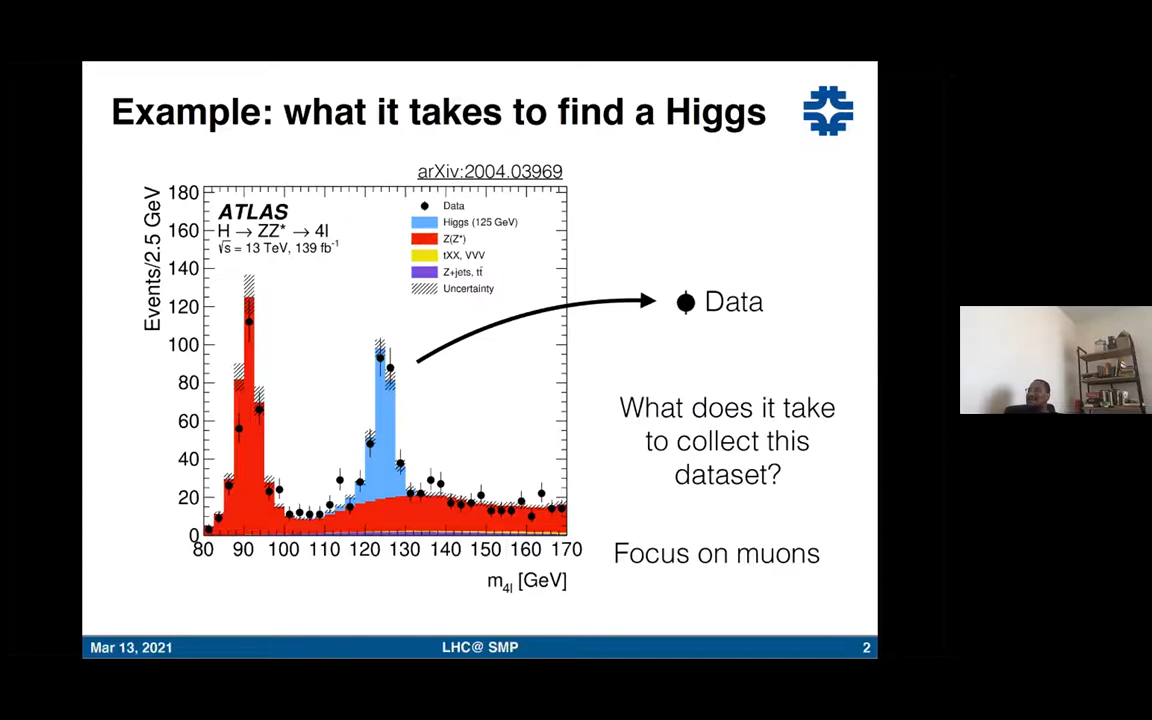 Example: what it takes to find a Higgs
arXiv:2004.03969
Events/2.5 GeV
180
160
140
120
100
80
60
40
20
0
ATLAS
H → ZZ* → 4l
√s = 13 TeV, 139 fb⁻¹
Data
Higgs (125 GeV)
Z(Z*)
tXX, VVV
Z+jets, tt̄
Uncertainty
80 90 100 110 120 130 140 150 160 170
m4l [GeV]
Data
What does it take
to collect this
dataset?
Focus on muons
Mar 13, 2021
LHC@ SMP
2